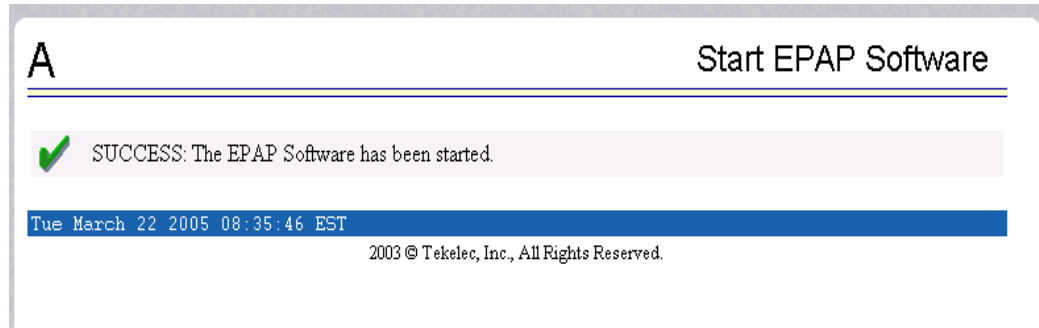 A
Start EPAP Software
SUCCESS: The EPAP Software has been started.
Tue March 22 2005 08:35:46 EST
2003 © Tekelec, Inc., All Rights Reserved.